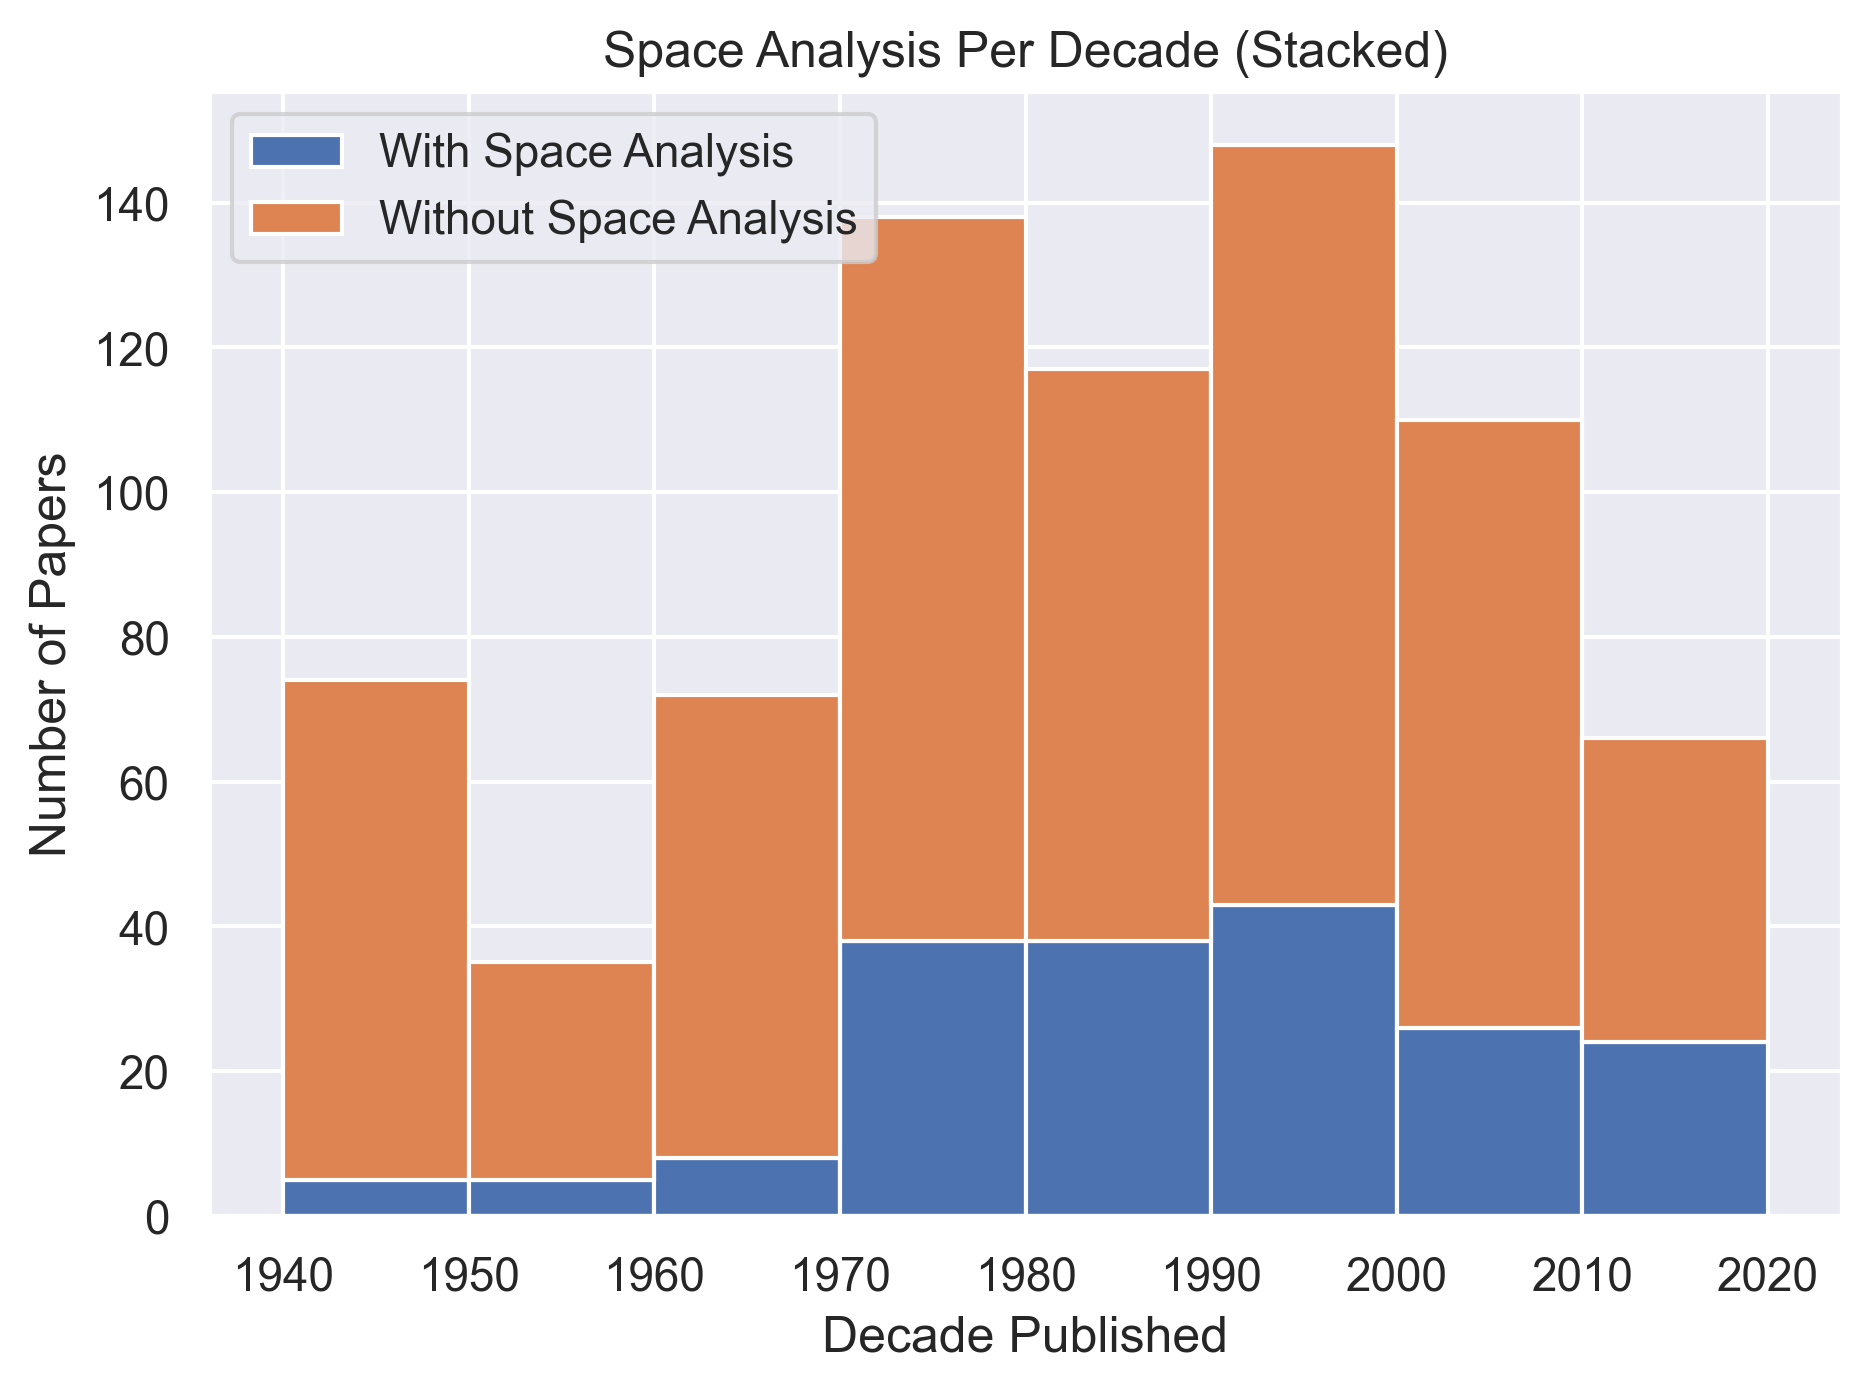 Space Analysis Per Decade (Stacked)
With Space Analysis
Without Space Analysis
Number of Papers
140
120
100
80
60
40
20
0
1940 1950 1960 1970 1980 1990 2000 2010 2020
Decade Published